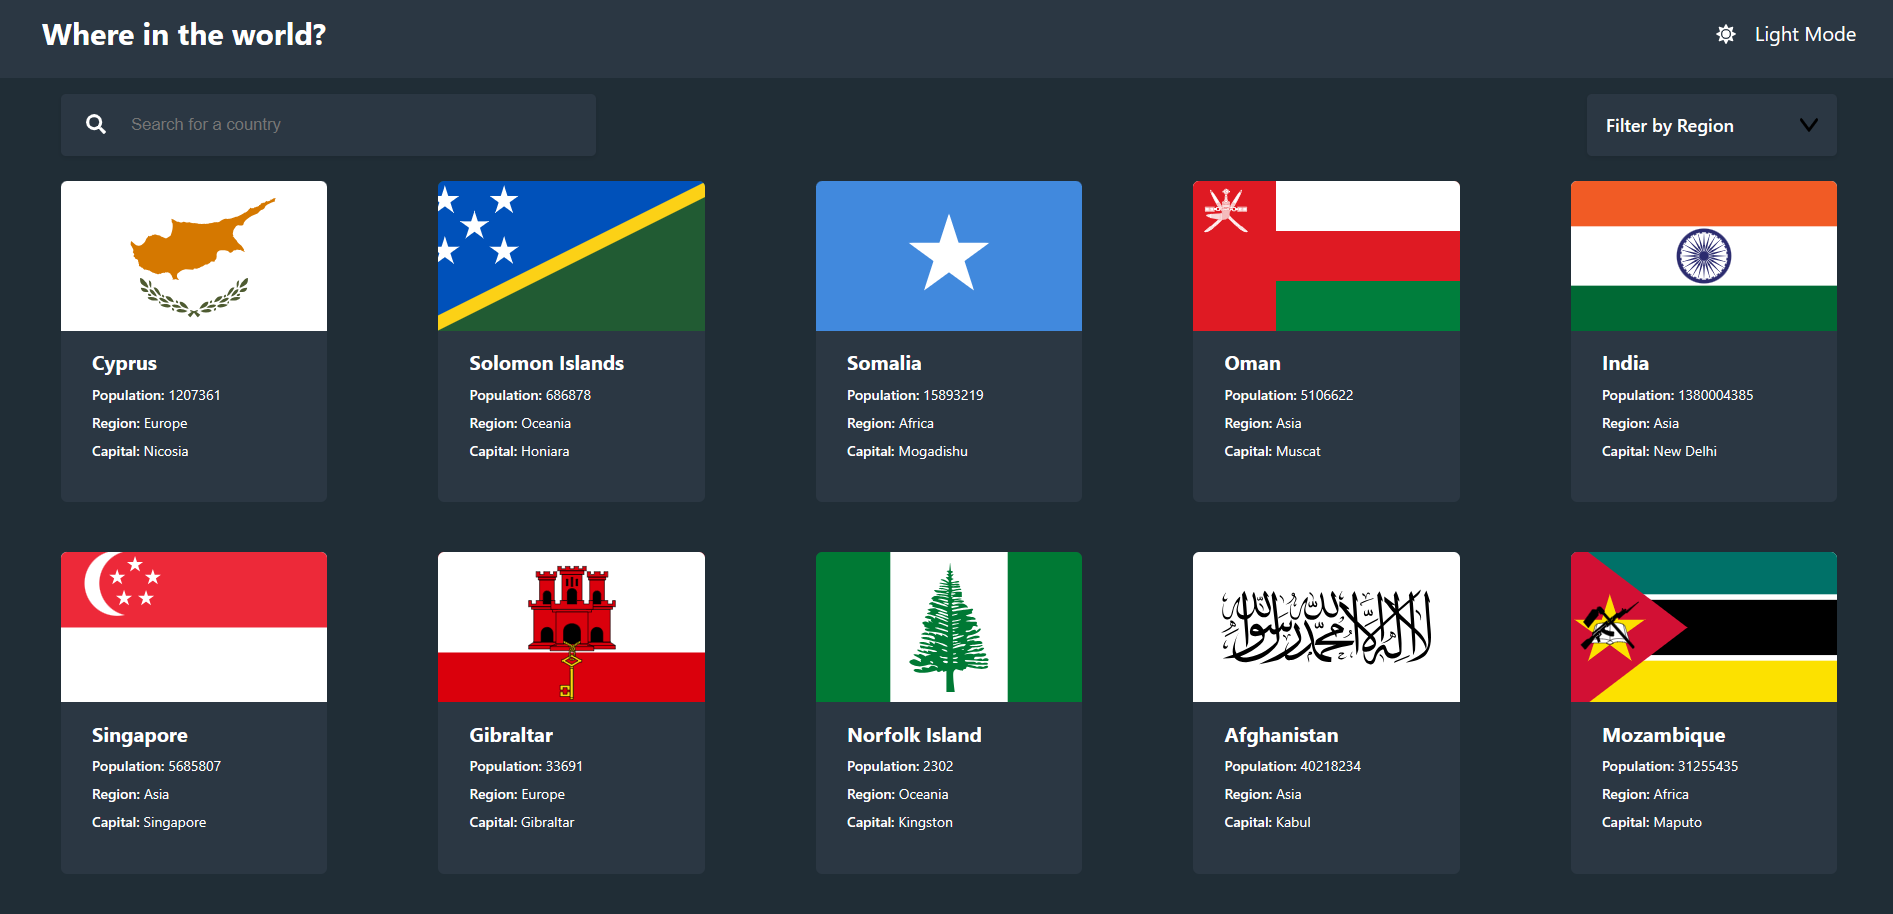 Where in the world?
Light Mode
Search for a country
Filter by Region
Cyprus
Population: 1207361
Region: Europe
Capital: Nicosia
Solomon Islands
Population: 686878
Region: Oceania
Capital: Honiara
Somalia
Population: 15893219
Region: Africa
Capital: Mogadishu
Oman
Population: 5106622
Region: Asia
Capital: Muscat
India
Population: 1380004385
Region: Asia
Capital: New Delhi
Singapore
Population: 5685807
Region: Asia
Capital: Singapore
Gibraltar
Population: 33691
Region: Europe
Capital: Gibraltar
Norfolk Island
Population: 2302
Region: Oceania
Capital: Kingston
لا إله إلا الله محمد رسول الله
Afghanistan
Population: 40218234
Region: Asia
Capital: Kabul
Mozambique
Population: 31255435
Region: Africa
Capital: Maputo